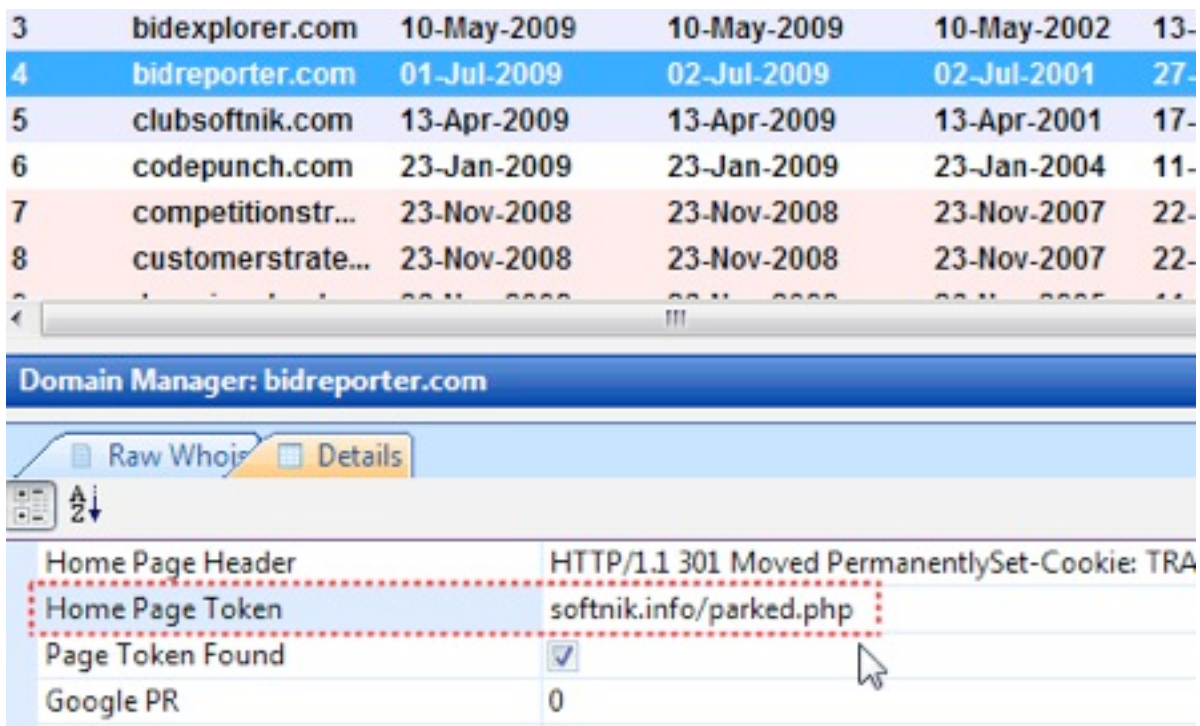 3 bidexplorer.com 10-May-2009 10-May-2009 10-May-2002 13-
4 bidreporter.com 01-Jul-2009 02-Jul-2009 02-Jul-2001 27-
5 clubsoftnik.com 13-Apr-2009 13-Apr-2009 13-Apr-2001 17-
6 codepunch.com 23-Jan-2009 23-Jan-2009 23-Jan-2004 11-
7 competitionstr... 23-Nov-2008 23-Nov-2008 23-Nov-2007 22-
8 customerstrate... 23-Nov-2008 23-Nov-2008 23-Nov-2007 22-
Domain Manager: bidreporter.com
Raw Whois Details
Home Page Header HTTP/1.1 301 Moved PermanentlySet-Cookie: TRA
Home Page Token softnik.info/parked.php
Page Token Found
Google PR 0